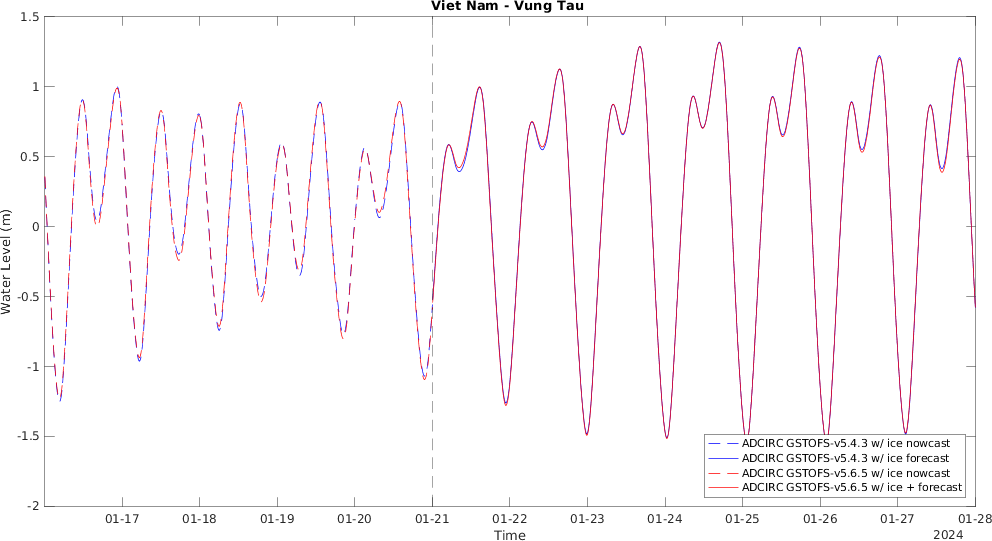 Viet Nam - Vung Tau
1.5
1
0.5
0
-0.5
-1
-1.5
-2
Water Level (m)
ADCIRC GSTOFS-v5.4.3 w/ ice nowcast
ADCIRC GSTOFS-v5.4.3 w/ ice forecast
ADCIRC GSTOFS-v5.6.5 w/ ice nowcast
ADCIRC GSTOFS-v5.6.5 w/ ice + forecast
01-17 01-18 01-19 01-20 01-21 01-22 01-23 01-24 01-25 01-26 01-27 01-28
Time
2024